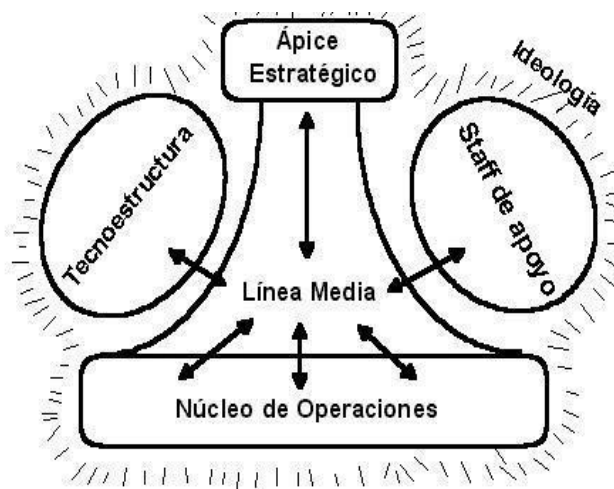 Ápice
Estratégico
Ideología
Tecnoestructura
Staff de apoyo
Línea Media
Núcleo de Operaciones